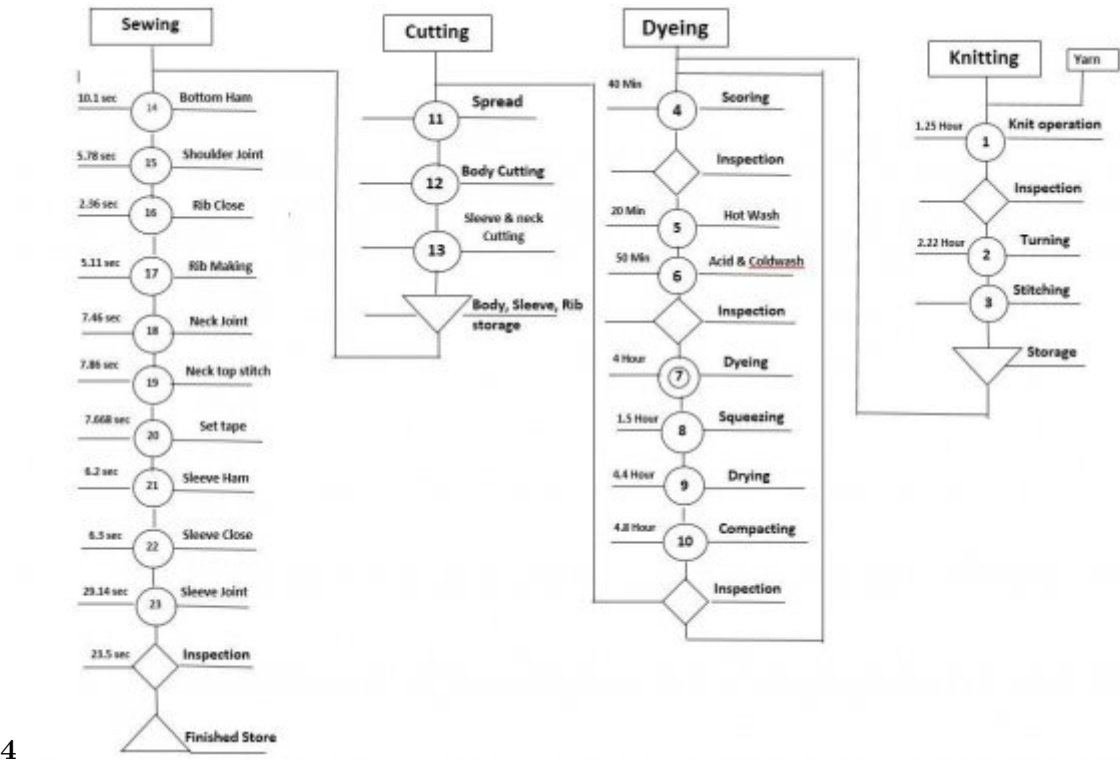 Sewing
10.1 sec
14
Bottom Ham
5.78 sec
15
Shoulder Joint
2.96 sec
16
Rib Close
5.11 sec
17
Rib Making
7.46 sec
18
Neck Joint
7.86 sec
19
Neck top stitch
7.668 sec
20
Set tape
6.2 sec
21
Sleeve Ham
6.3 sec
22
Sleeve Close
29.14 sec
23
Sleeve Joint
23.5 sec
Inspection
Finished Store
Cutting
11
Spread
12
Body Cutting
13
Sleeve & neck
Cutting
Body, Sleeve, Rib
storage
Dyeing
40 Min
4
Scoring
Inspection
20 Min
5
Hot Wash
50 Min
6
Acid & Coldwash
Inspection
4 Hour
7
Dyeing
1.5 Hour
8
Squeezing
4.4 Hour
9
Drying
4.8 Hour
10
Compacting
Inspection
Knitting
Yarn
1.25 Hour
1
Knit operation
Inspection
2.22 Hour
2
Turning
3
Stitching
Storage
4